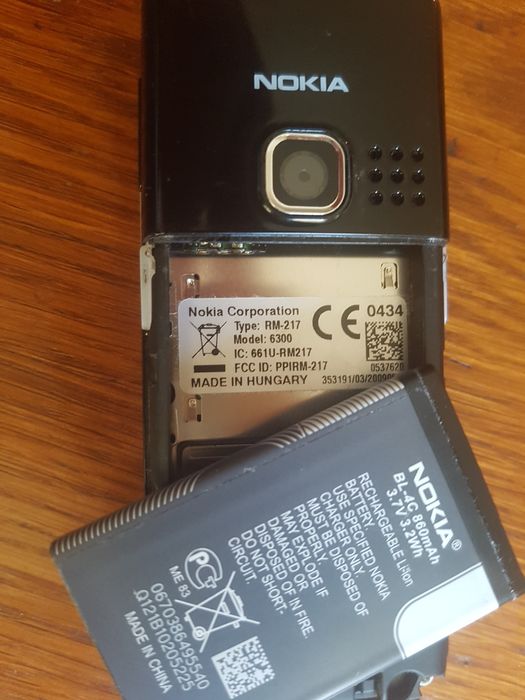 NOKIA
Nokia Corporation
0434
Type: RM-217
Model: 6300
IC: 661U-RM217
FCC ID: PPIRM-217
0537620
MADE IN HUNGARY
NOKIA®
BL-4C 860mAh
3.7V 3.2Wh
RECHARGEABLE Li-Ion
BATTERY.
USE SPECIFIED NOKIA
CHARGER ONLY.
MUST BE DISPOSED OF
PROPERLY.
MAY EXPLODE IF
DAMAGED OR
DISPOSED OF IN FIRE.
DO NOT SHORT-
CIRCUIT.
ME 83
0670386495540
Q121B10205225
MADE IN CHINA